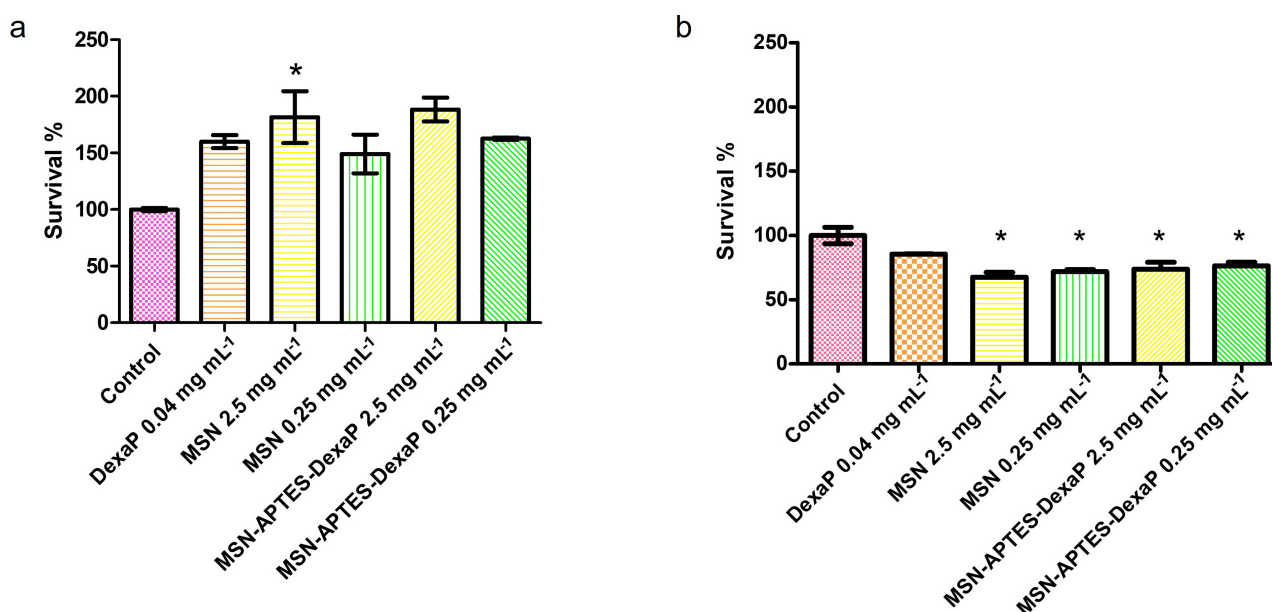 a
250
200
150
100
50
0
Survival %
*
Control
DexaP 0.04 mg mL⁻¹
MSN 2.5 mg mL⁻¹
MSN 0.25 mg mL⁻¹
MSN-APTES-DexaP 2.5 mg mL⁻¹
MSN-APTES-DexaP 0.25 mg mL⁻¹
b
250
200
150
100
50
0
Survival %
* * * *
Control
DexaP 0.04 mg mL⁻¹
MSN 2.5 mg mL⁻¹
MSN 0.25 mg mL⁻¹
MSN-APTES-DexaP 2.5 mg mL⁻¹
MSN-APTES-DexaP 0.25 mg mL⁻¹